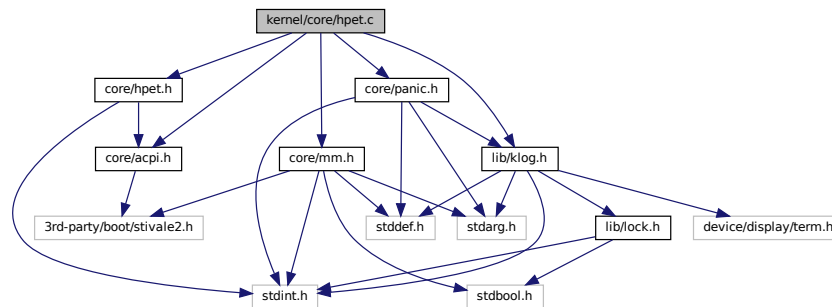 kernel/core/hpet.c
core/hpet.h
core/panic.h
core/acpi.h
core/mm.h
lib/klog.h
3rd-party/boot/stivale2.h
stddef.h
stdarg.h
lib/lock.h
device/display/term.h
stdint.h
stdbool.h